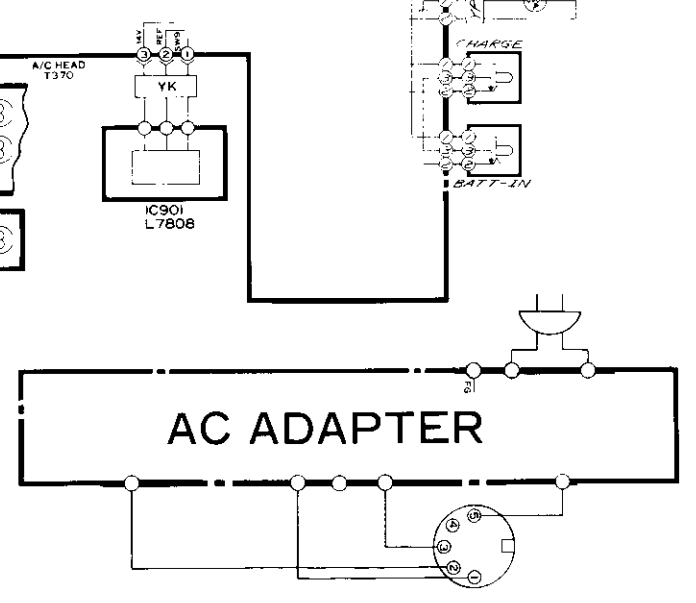 14V REF SW9
3 2 1
A/C HEAD
T370
YK
IC901
L7808
CHARGE
BATT-IN
FG
AC ADAPTER
5
4
3
2
1